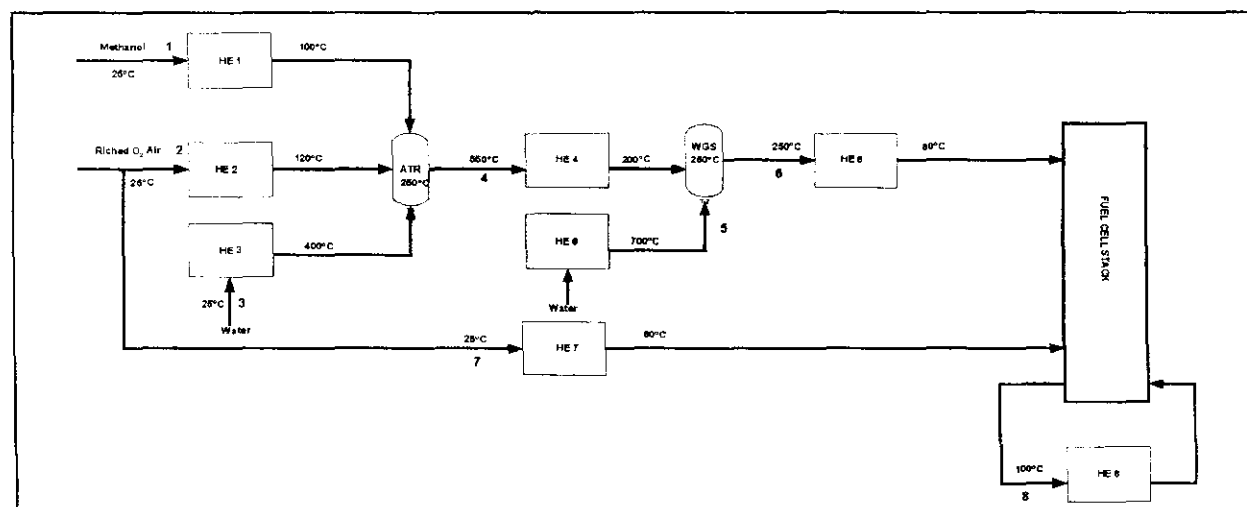 Methanol 1
25°C
HE 1
100°C
Riched O₂ Air 2
25°C
HE 2
120°C
ATR
250°C
550°C
4
HE 4
200°C
WGS
250°C
250°C
6
HE 6
80°C
HE 3
400°C
25°C 3
Water
HE
700°C
5
Water
25°C
7
HE 7
80°C
FUEL CELL STACK
100°C
8
HE 8